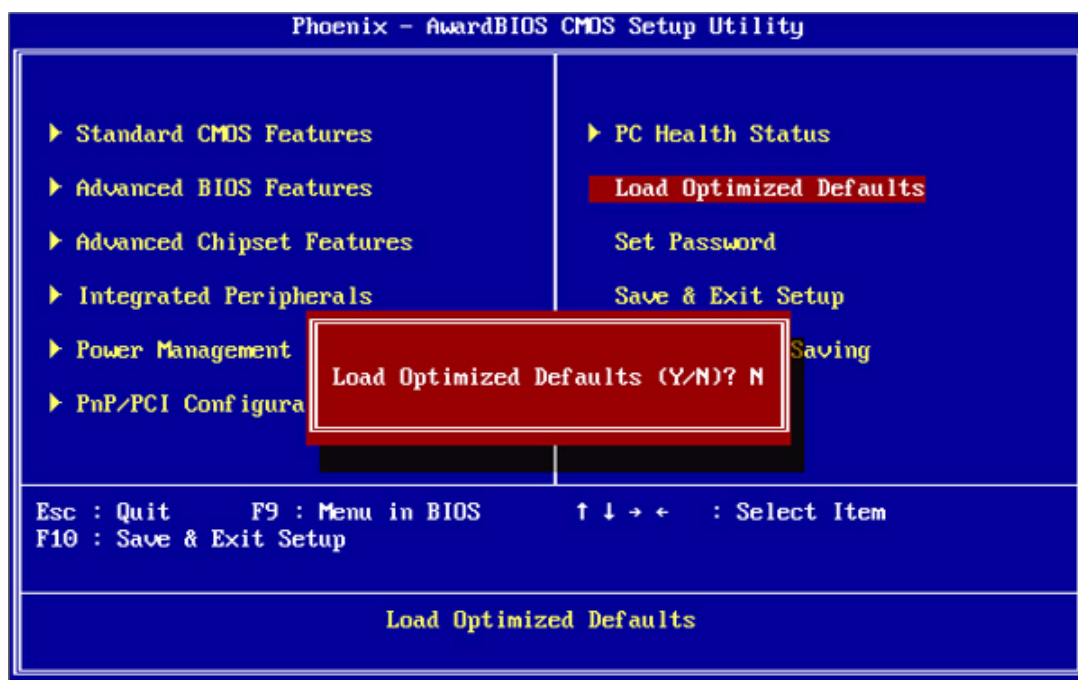 Phoenix - AwardBIOS CMOS Setup Utility
Standard CMOS Features
Advanced BIOS Features
Advanced Chipset Features
Integrated Peripherals
Power Management
PnP/PCI Configura
PC Health Status
Load Optimized Defaults
Set Password
Save & Exit Setup
Saving
Load Optimized Defaults (Y/N)? N
Esc : Quit F9 : Menu in BIOS ↑ ↓ → ← : Select Item
F10 : Save & Exit Setup
Load Optimized Defaults